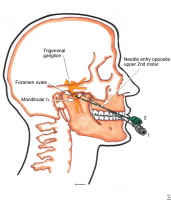 Trigeminal
ganglion
Needle entry opposite
upper 2nd molar
Foramen ovale
Mandibular n.
2
1